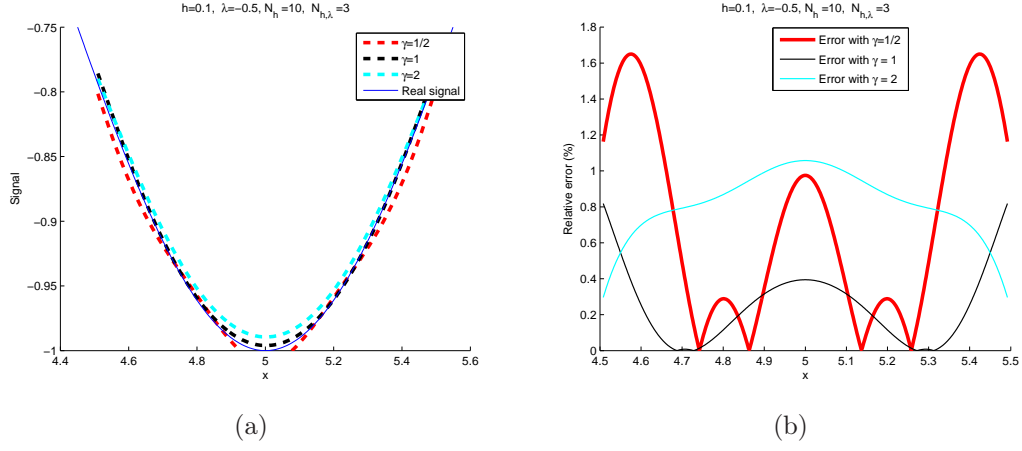 h=0.1, λ=−0.5, N_h =10, N_{h,λ} =3
−0.75
−0.8
−0.85
−0.9
−0.95
−1
Signal
4.4 4.6 4.8 5 5.2 5.4 5.6
x
γ=1/2
γ=1
γ=2
Real signal
(a)
h=0.1, λ=−0.5, N_h =10, N_{h,λ} =3
1.8
1.6
1.4
1.2
1
0.8
0.6
0.4
0.2
0
Relative error (%)
4.5 4.6 4.7 4.8 4.9 5 5.1 5.2 5.3 5.4 5.5
x
Error with γ=1/2
Error with γ = 1
Error with γ = 2
(b)